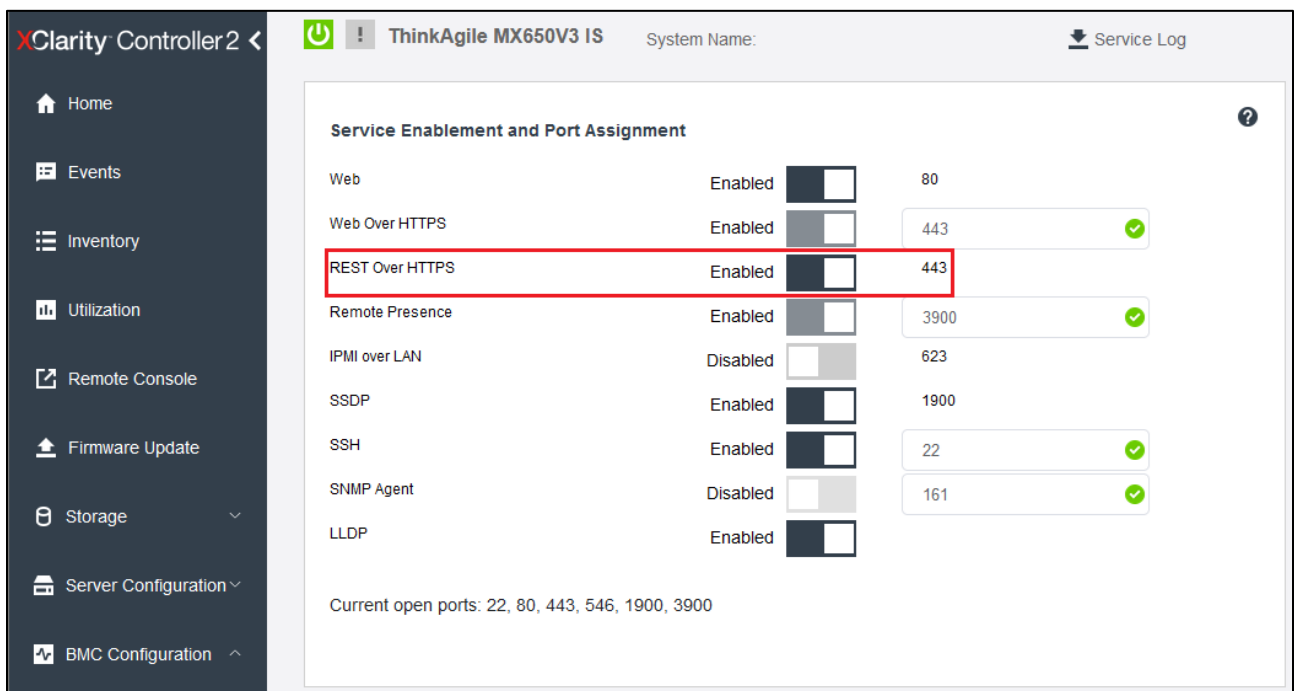 XClarity Controller 2
ThinkAgile MX650V3 IS System Name: Service Log
Home
Events
Inventory
Utilization
Remote Console
Firmware Update
Storage
Server Configuration
BMC Configuration
Service Enablement and Port Assignment
Web Enabled 80
Web Over HTTPS Enabled 443
REST Over HTTPS Enabled 443
Remote Presence Enabled 3900
IPMI over LAN Disabled 623
SSDP Enabled 1900
SSH Enabled 22
SNMP Agent Disabled 161
LLDP Enabled
Current open ports: 22, 80, 443, 546, 1900, 3900